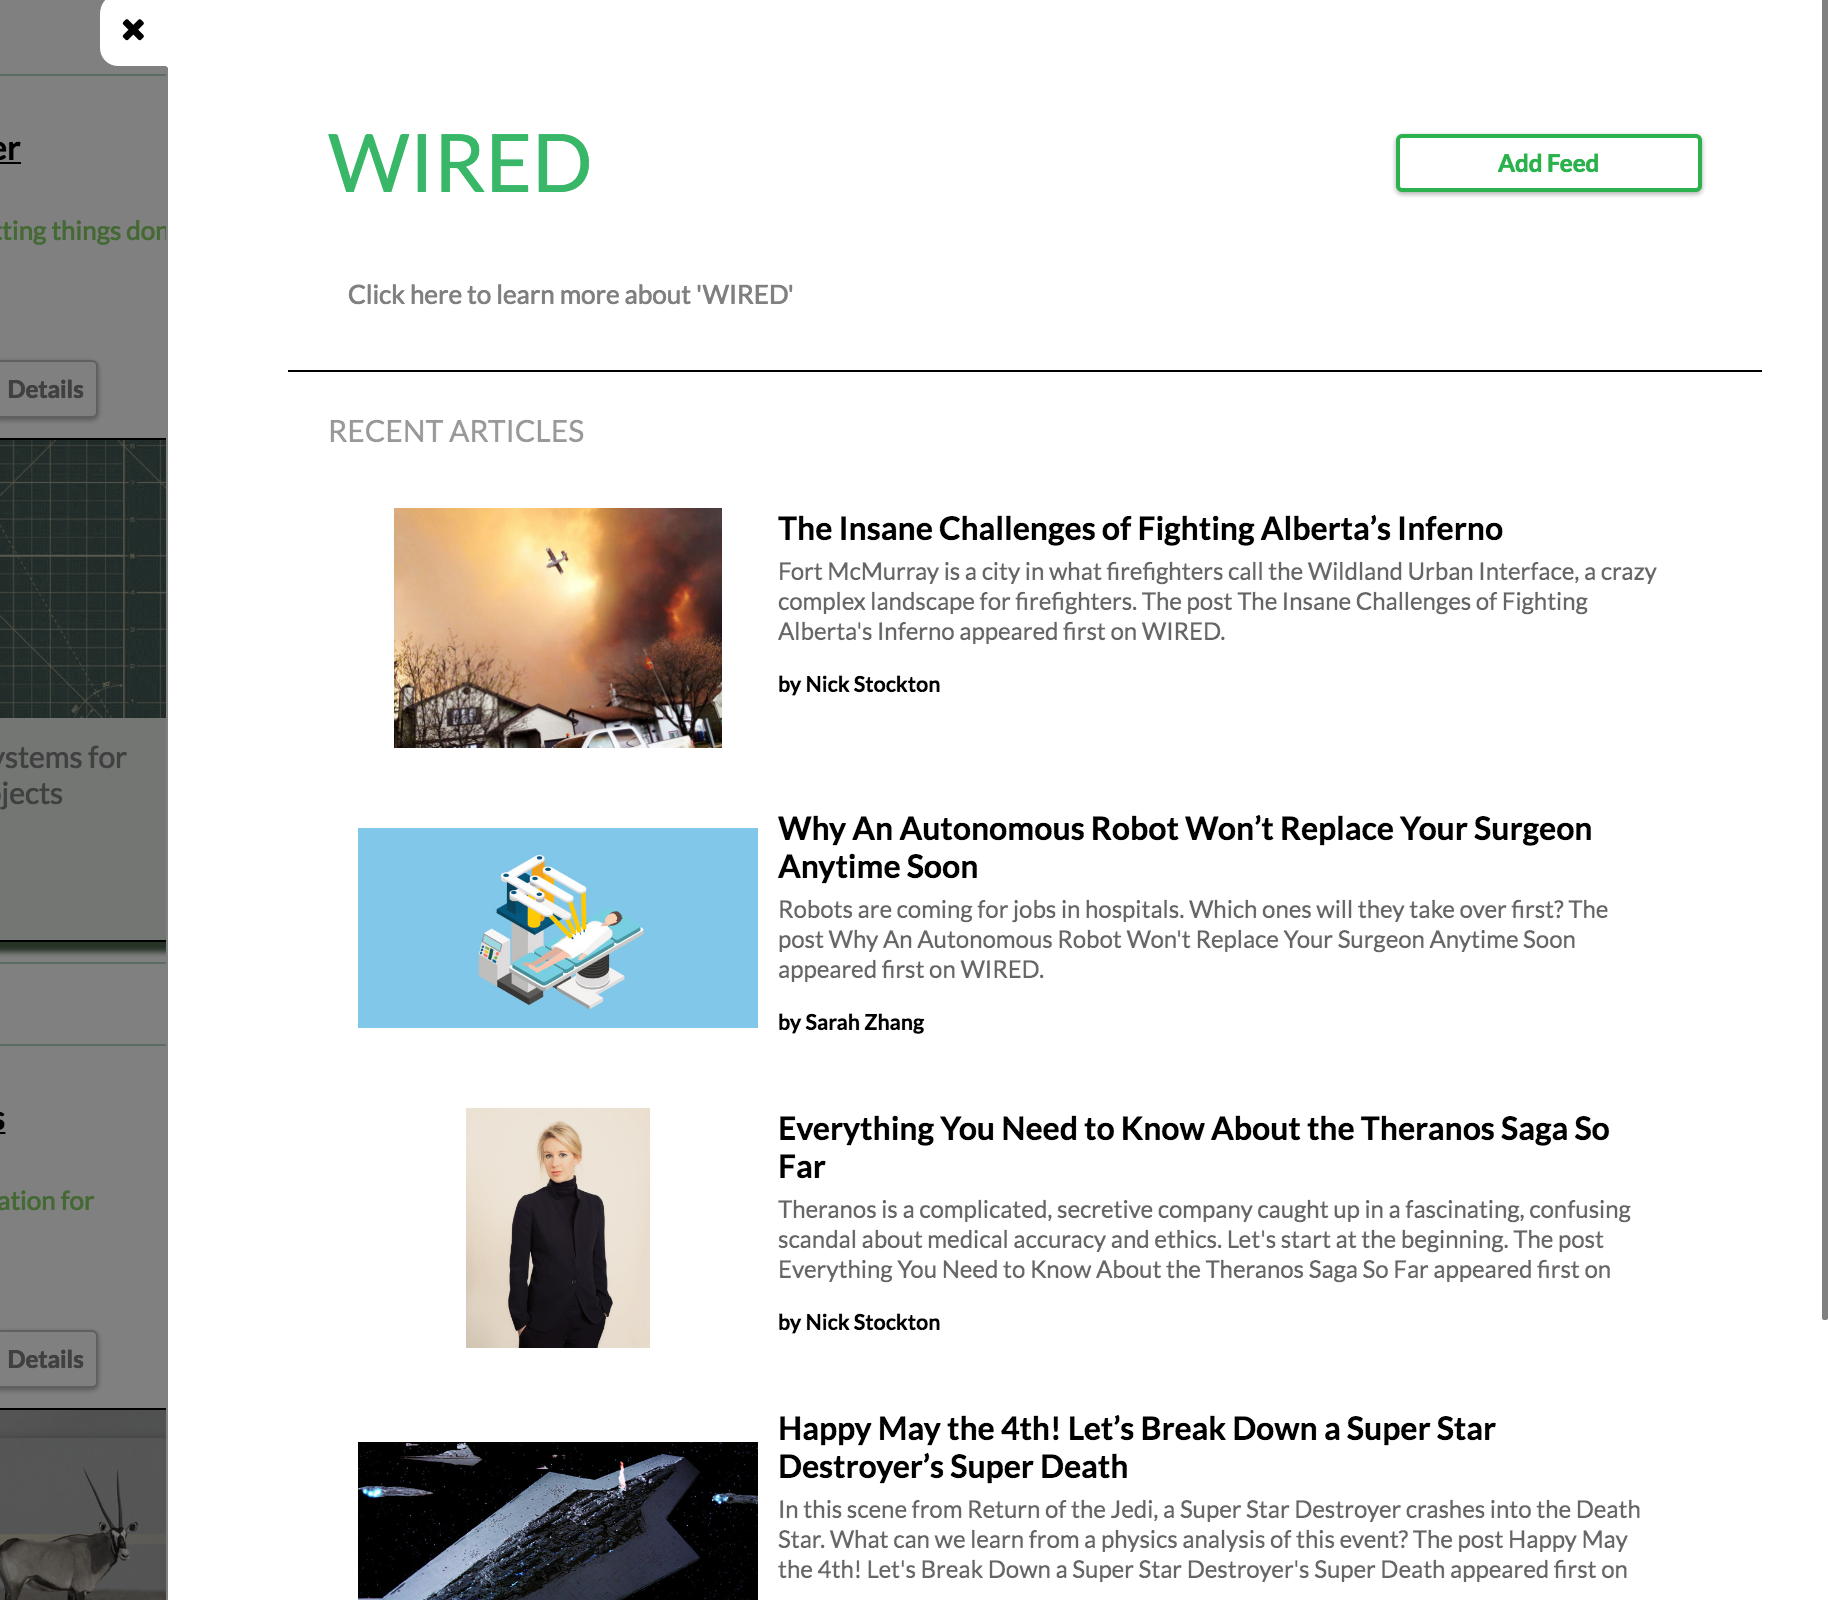 WIRED
Add Feed
Click here to learn more about 'WIRED'
RECENT ARTICLES
The Insane Challenges of Fighting Alberta’s Inferno
Fort McMurray is a city in what firefighters call the Wildland Urban Interface, a crazy
complex landscape for firefighters. The post The Insane Challenges of Fighting
Alberta's Inferno appeared first on WIRED.
by Nick Stockton
Why An Autonomous Robot Won’t Replace Your Surgeon
Anytime Soon
Robots are coming for jobs in hospitals. Which ones will they take over first? The
post Why An Autonomous Robot Won't Replace Your Surgeon Anytime Soon
appeared first on WIRED.
by Sarah Zhang
Everything You Need to Know About the Theranos Saga So
Far
Theranos is a complicated, secretive company caught up in a fascinating, confusing
scandal about medical accuracy and ethics. Let's start at the beginning. The post
Everything You Need to Know About the Theranos Saga So Far appeared first on
by Nick Stockton
Happy May the 4th! Let’s Break Down a Super Star
Destroyer’s Super Death
In this scene from Return of the Jedi, a Super Star Destroyer crashes into the Death
Star. What can we learn from a physics analysis of this event? The post Happy May
the 4th! Let's Break Down a Super Star Destroyer's Super Death appeared first on
things
Details
for
for
Details